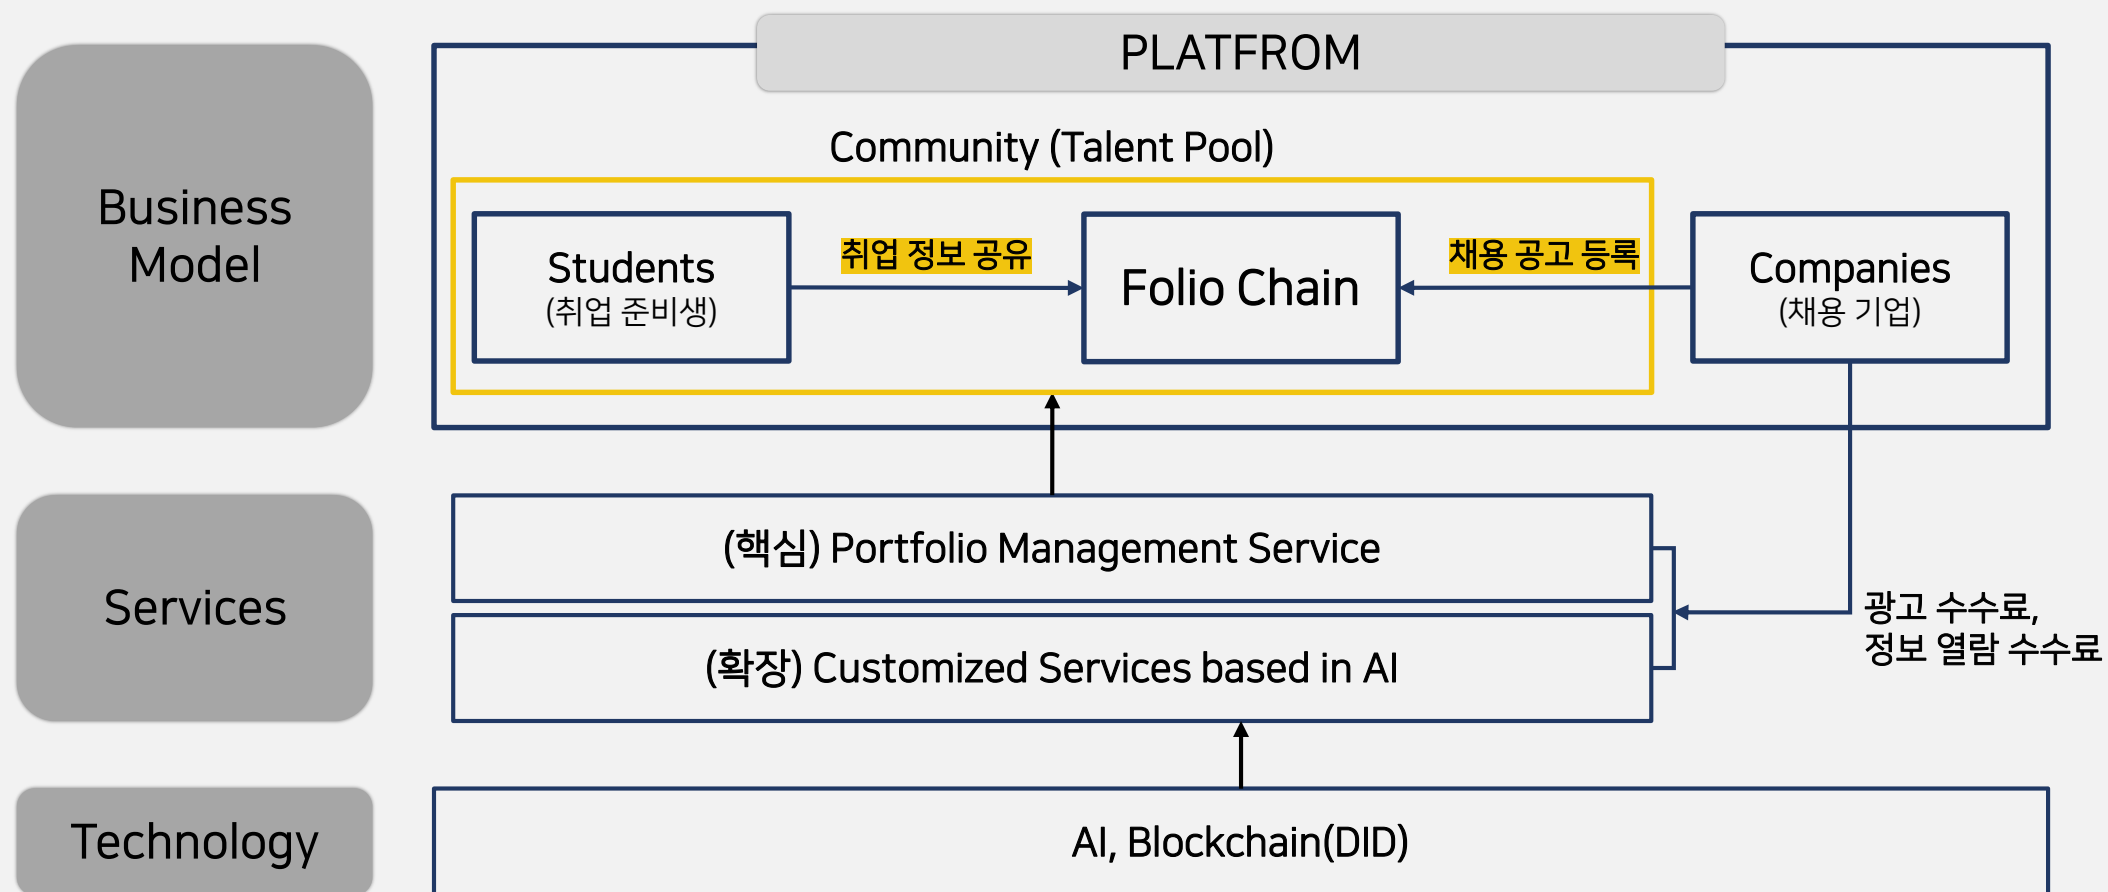 PLATFROM
Business
Model
Community (Talent Pool)
Students
(취업 준비생)
취업 정보 공유
Folio Chain
채용 공고 등록
Companies
(채용 기업)
Services
(핵심) Portfolio Management Service
(확장) Customized Services based in AI
광고 수수료,
정보 열람 수수료
Technology
AI, Blockchain(DID)